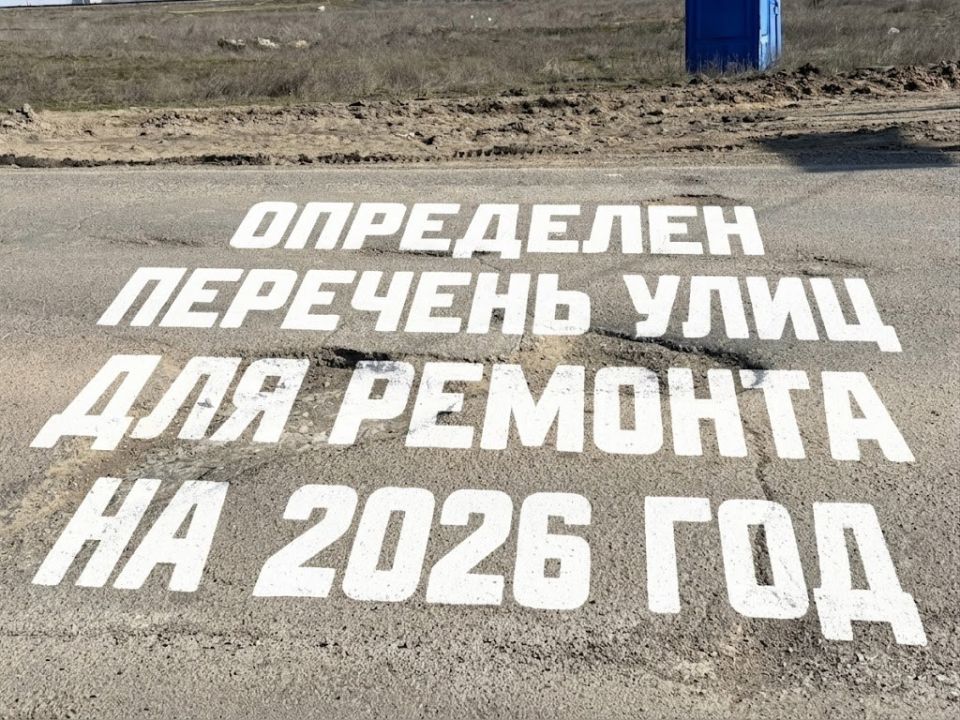 ОПРЕДЕЛЕН
ПЕРЕЧЕНЬ УЛИЦ
ДЛЯ РЕМОНТА
НА 2026 ГОД